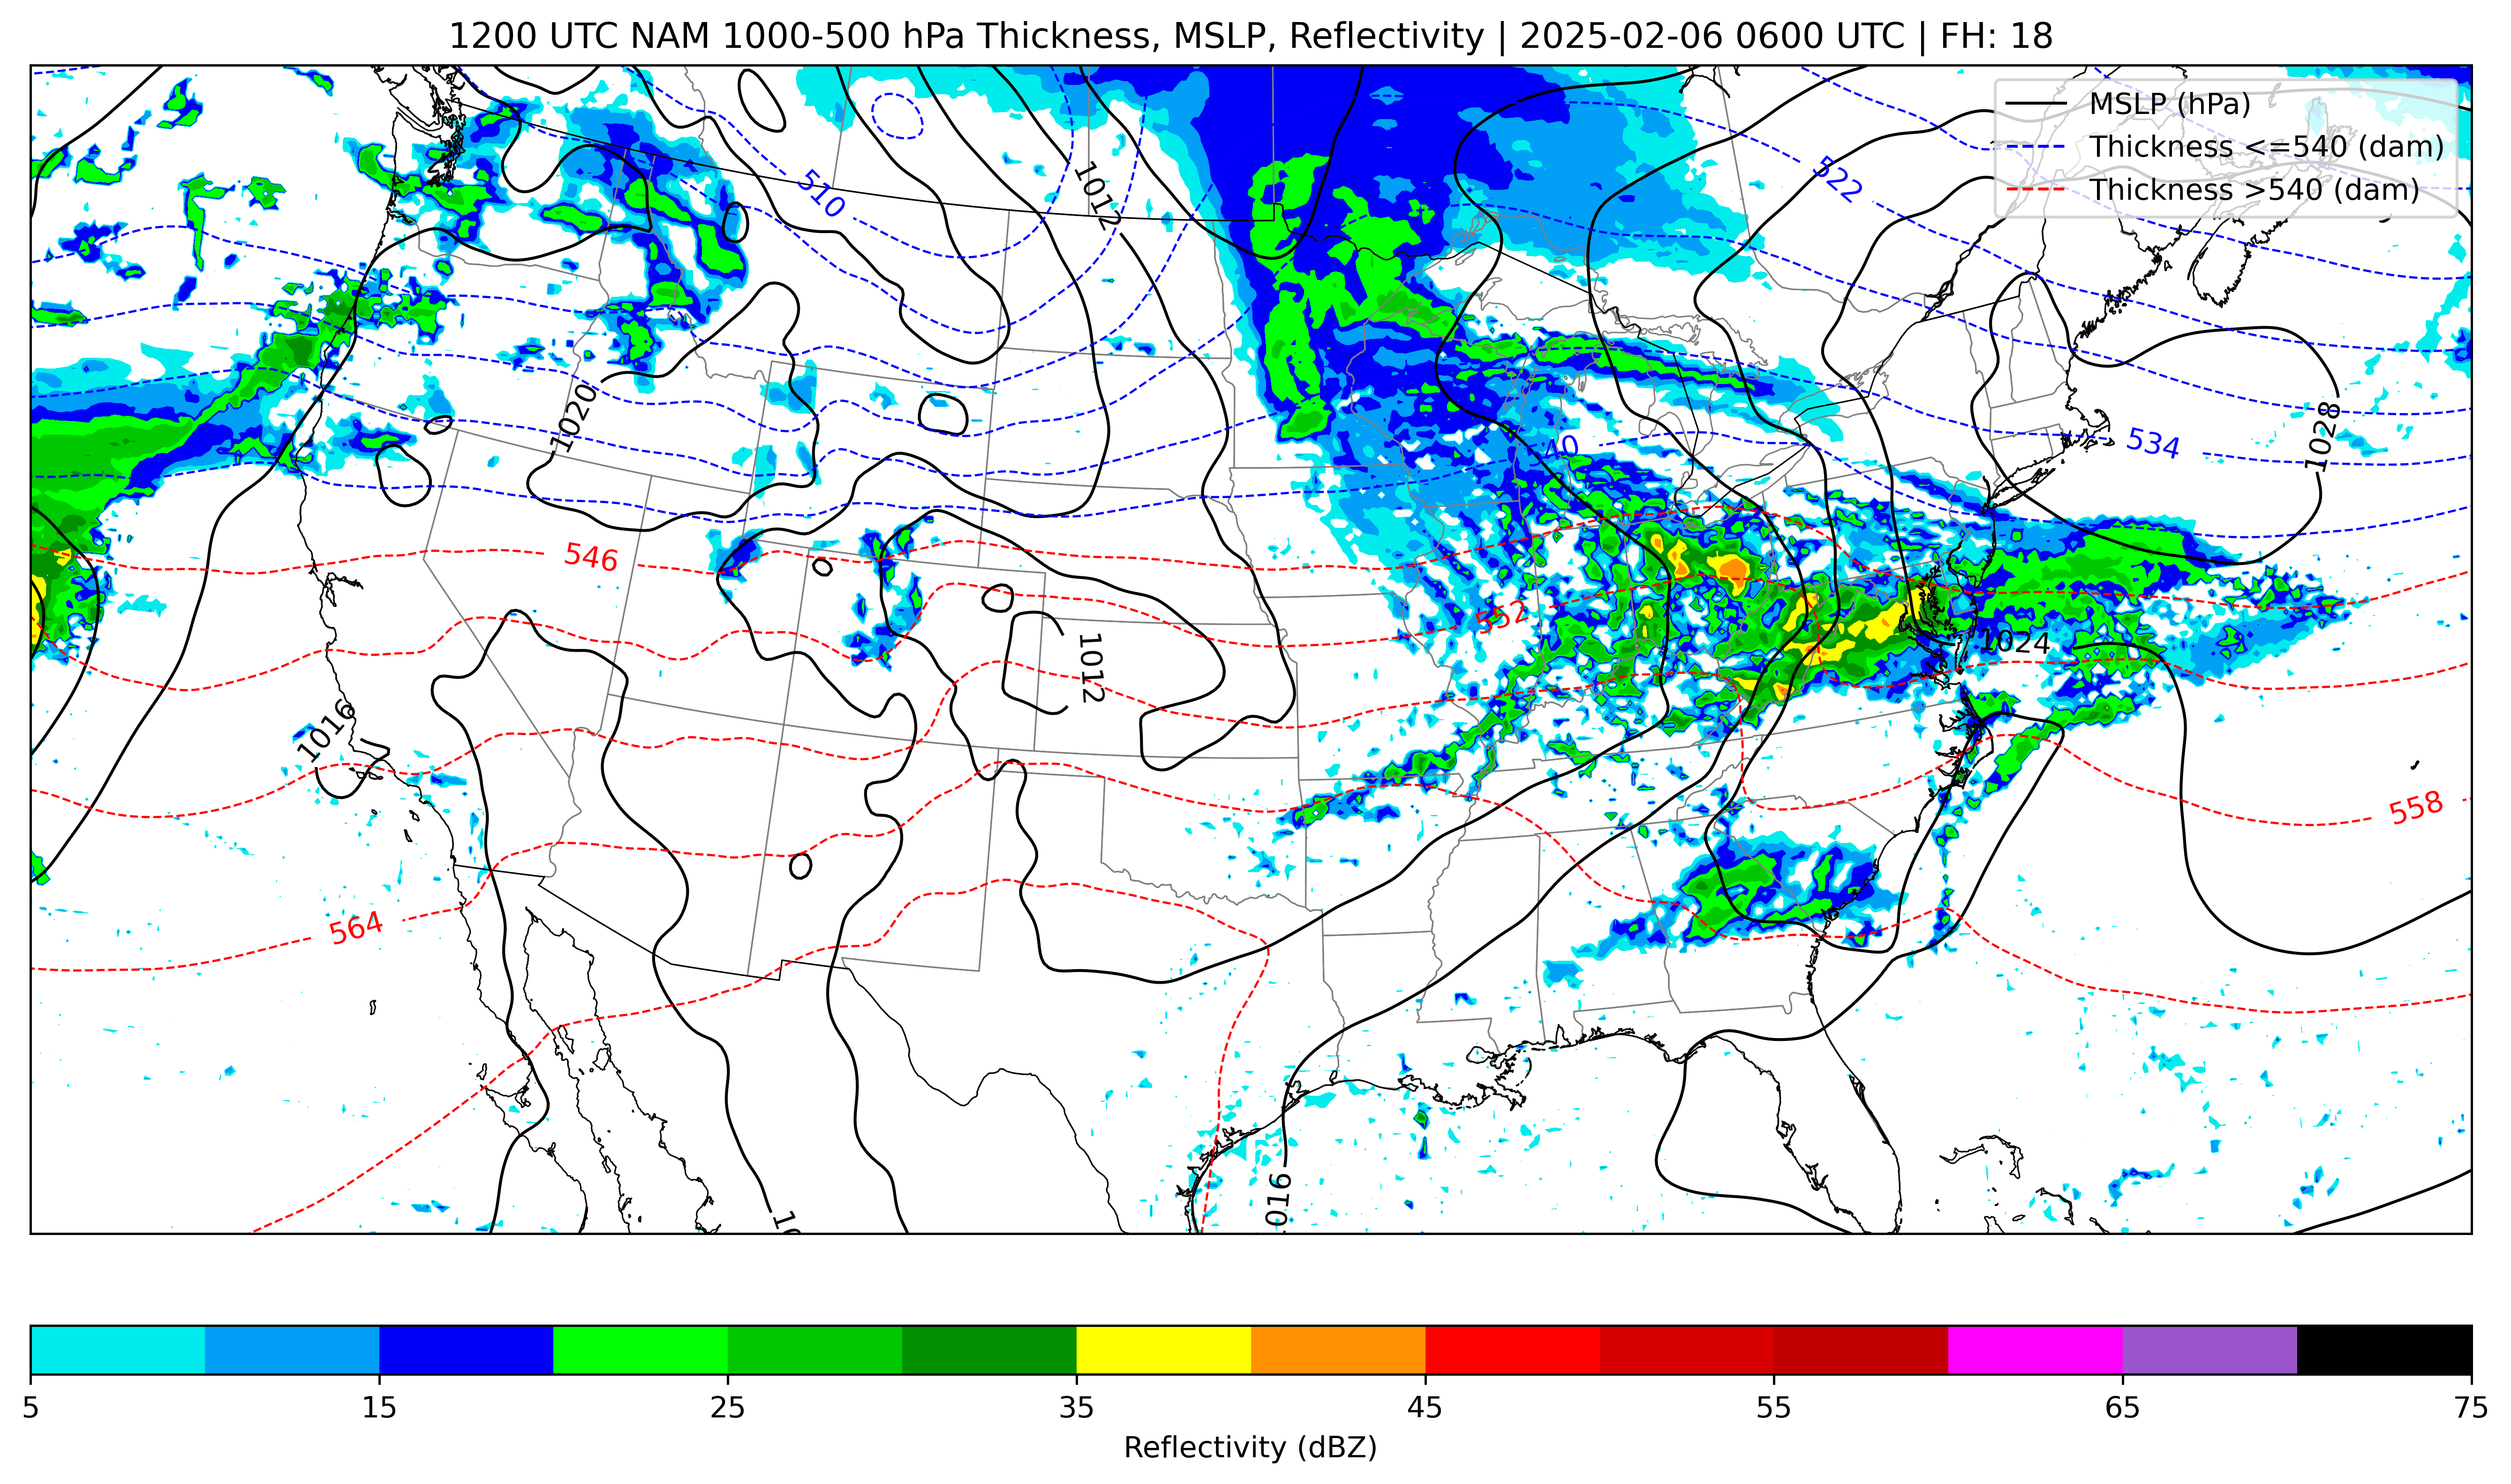 1200 UTC NAM 1000-500 hPa Thickness, MSLP, Reflectivity | 2025-02-06 0600 UTC | FH: 18
MSLP (hPa)
Thickness <=540 (dam)
Thickness >540 (dam)
1012
510
522
1020
1028
534
40
546
552
1024
1012
1016
558
564
016
10
5 15 25 35 45 55 65 75
Reflectivity (dBZ)